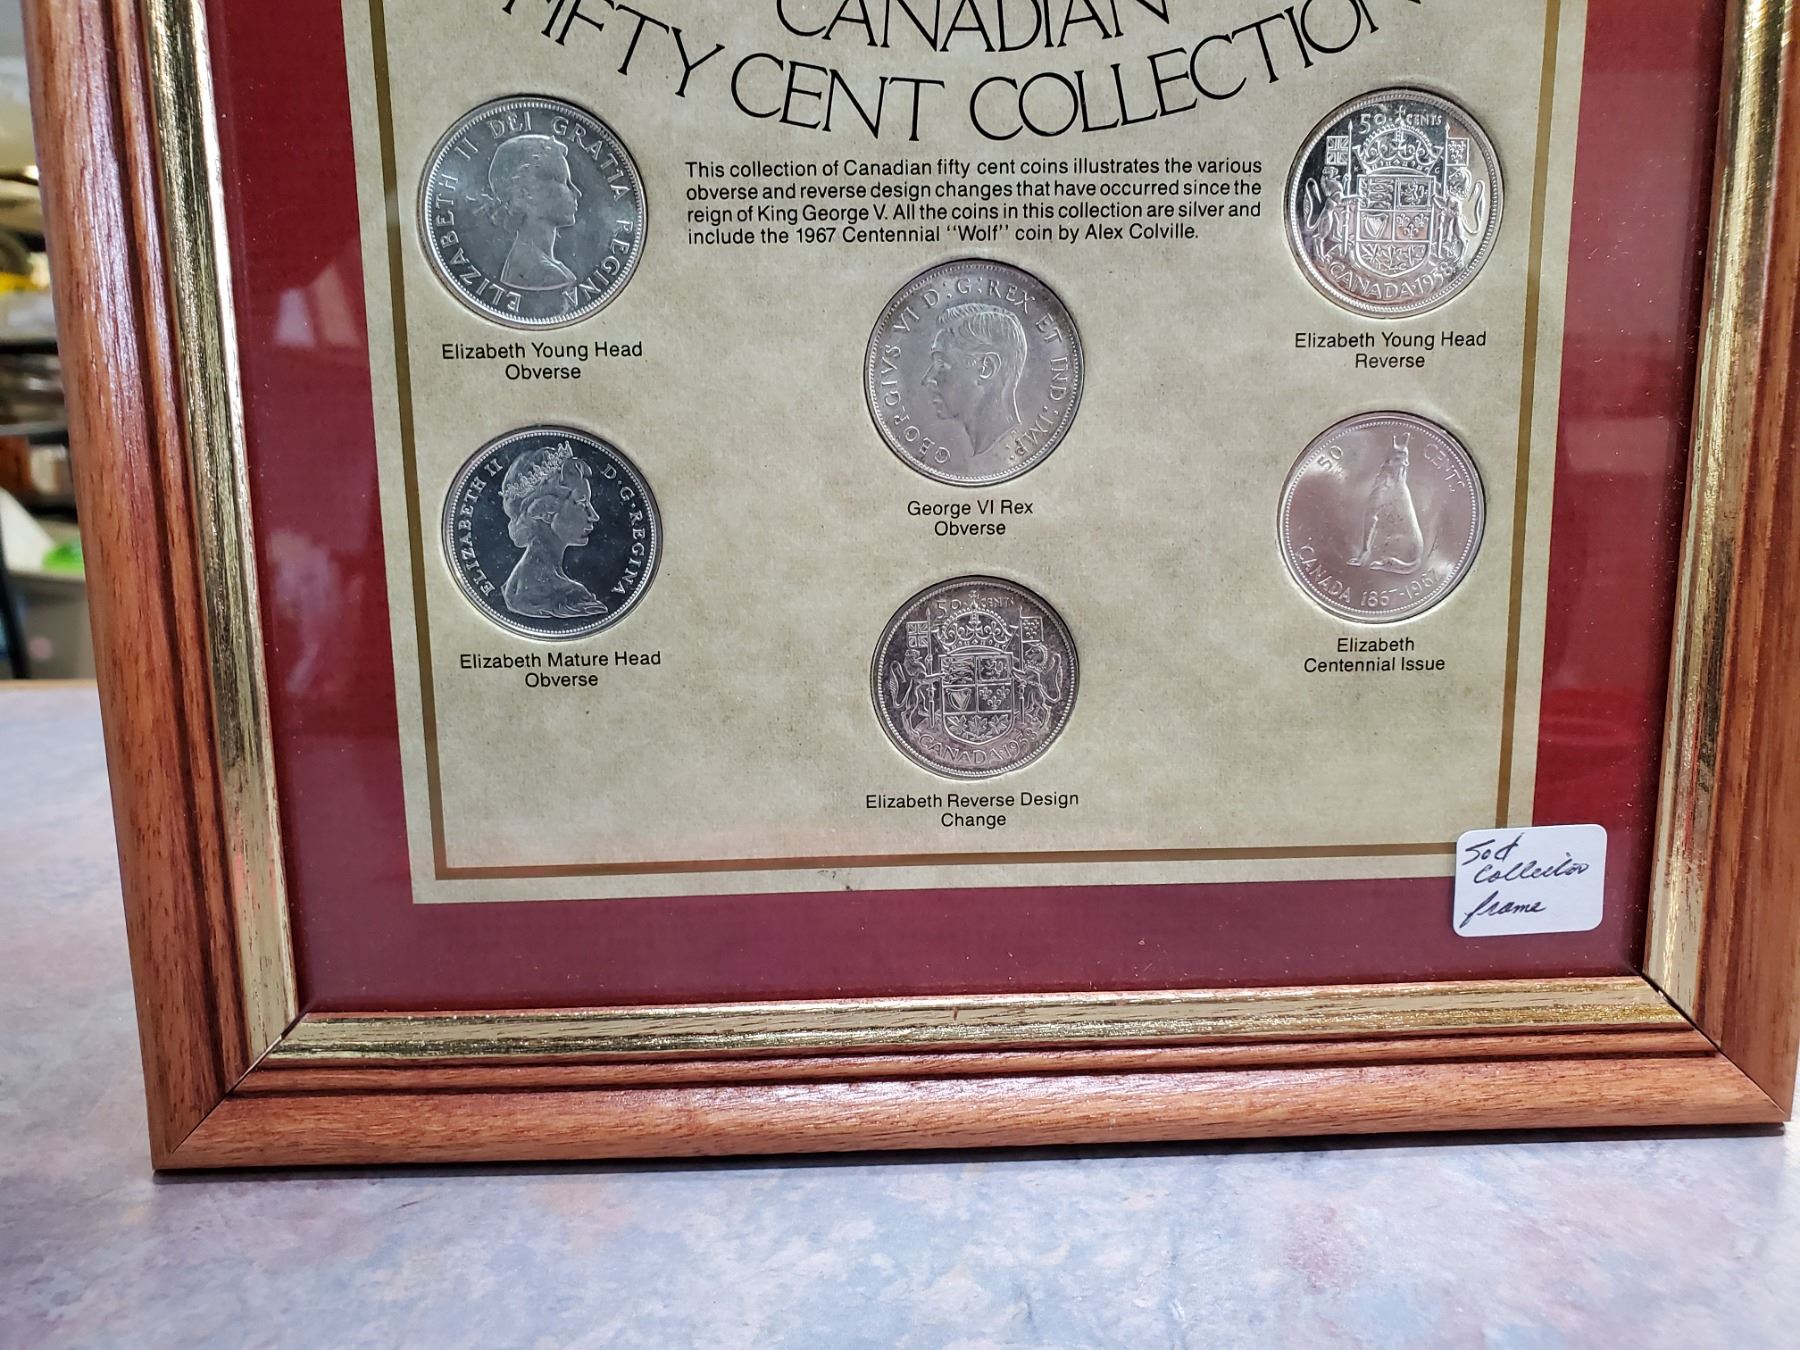 CANADIAN
FIFTY CENT COLLECTION
This collection of Canadian fifty cent coins illustrates the various
obverse and reverse design changes that have occurred since the
reign of King George V. All the coins in this collection are silver and
include the 1967 Centennial "Wolf" coin by Alex Colville.
ELIZABETH II DEI GRATIA REGINA
Elizabeth Young Head
Obverse
GEORGIVS VI D:G:REX ET IND:IMP:
George VI Rex
Obverse
50 CENTS
CANADA·1958
Elizabeth Young Head
Reverse
ELIZABETH II D·G·REGINA
Elizabeth Mature Head
Obverse
50 CENTS
CANADA·1958
Elizabeth Reverse Design
Change
50 CENTS
CANADA 1867-1967
Elizabeth
Centennial Issue
50¢
Collection
frame